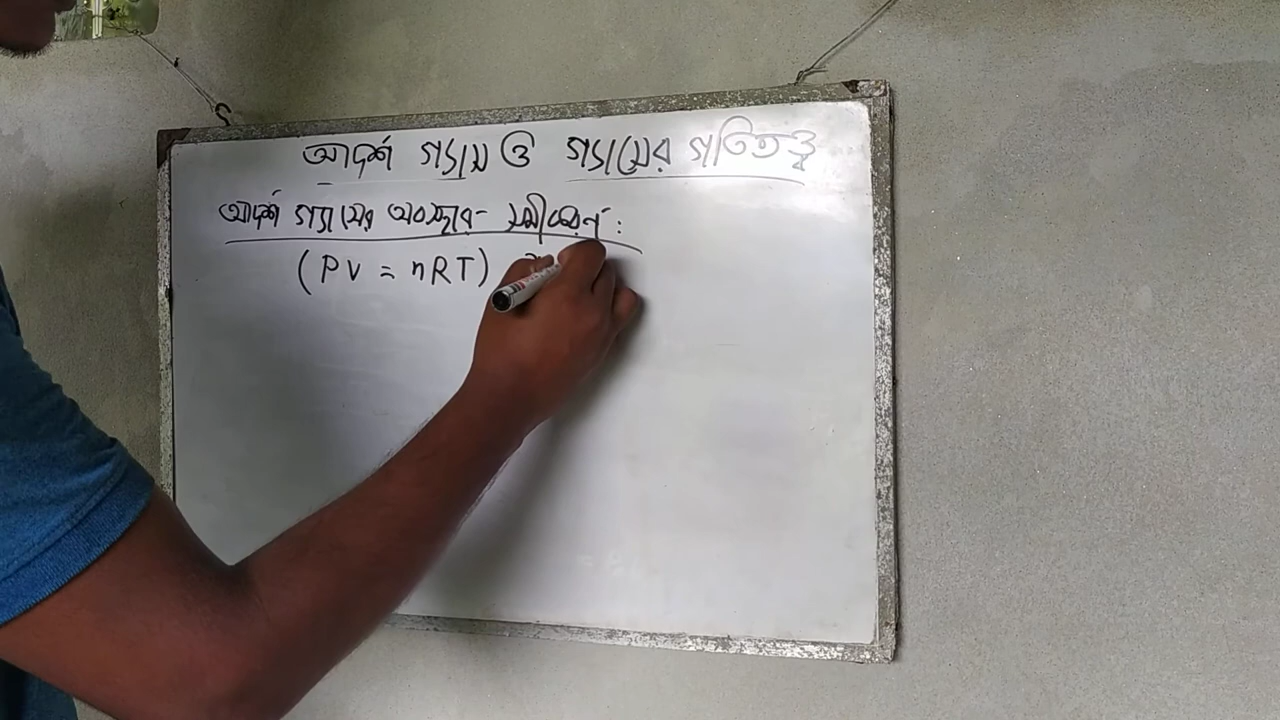 আদর্শ গ্যাস ও গ্যাসের গতিতত্ত্ব
আদর্শ গ্যাসের অবস্থার সমীকরণ :
(PV = nRT)